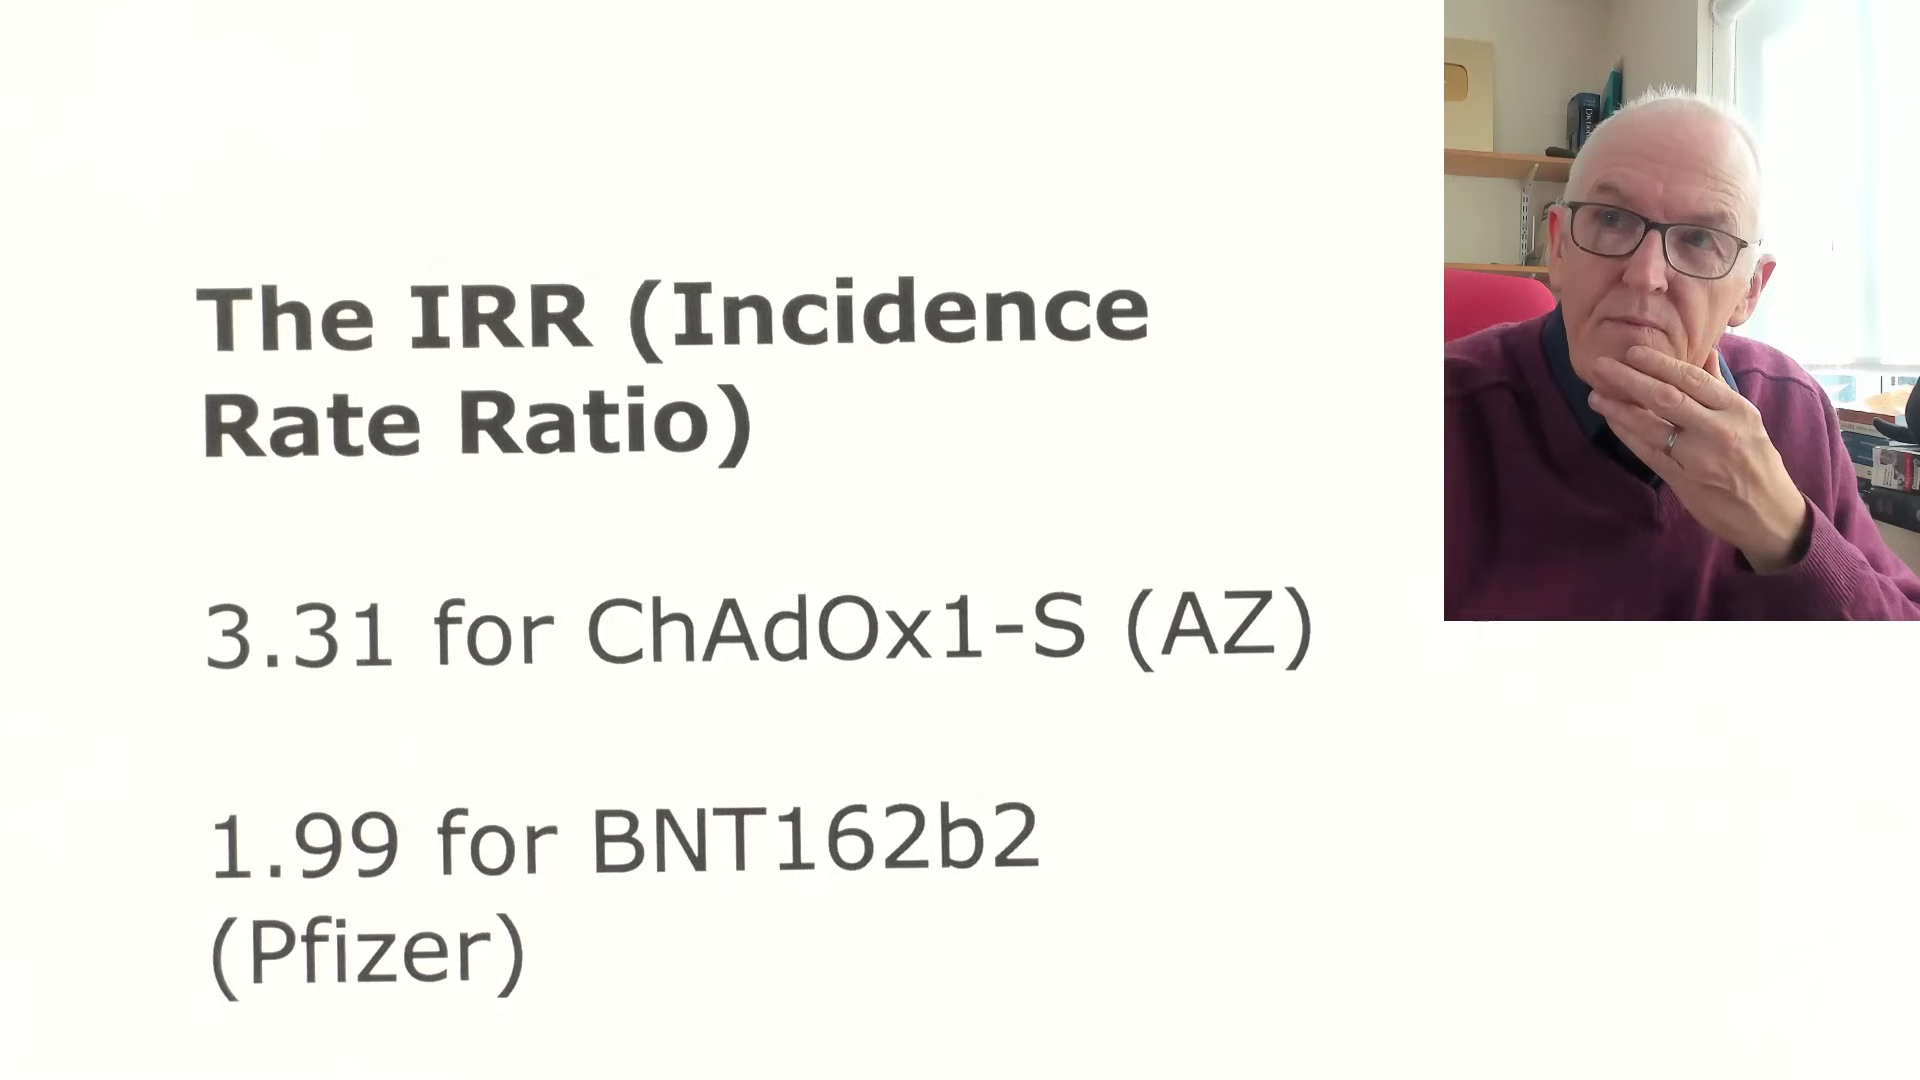 The IRR (Incidence
Rate Ratio)
3.31 for ChAdOx1-S (AZ)
1.99 for BNT162b2
(Pfizer)